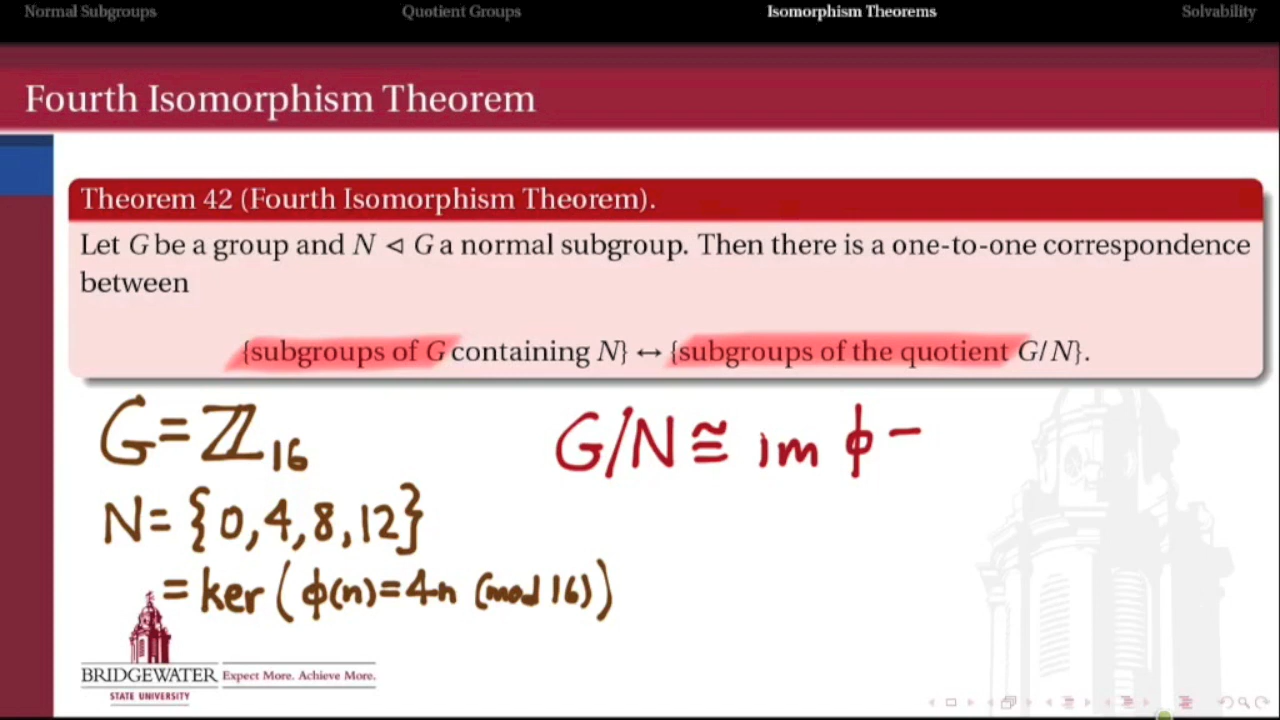 Normal Subgroups Quotient Groups Isomorphism Theorems Solvability
Fourth Isomorphism Theorem
Theorem 42 (Fourth Isomorphism Theorem).
Let G be a group and N ⊲ G a normal subgroup. Then there is a one-to-one correspondence
between
{subgroups of G containing N} ↔ {subgroups of the quotient G/N}.
G = ℤ₁₆
G/N ≅ im ϕ −
N = {0,4,8,12}
= ker (ϕ(n)=4n (mod 16))
BRIDGEWATER Expect More. Achieve More.
STATE UNIVERSITY